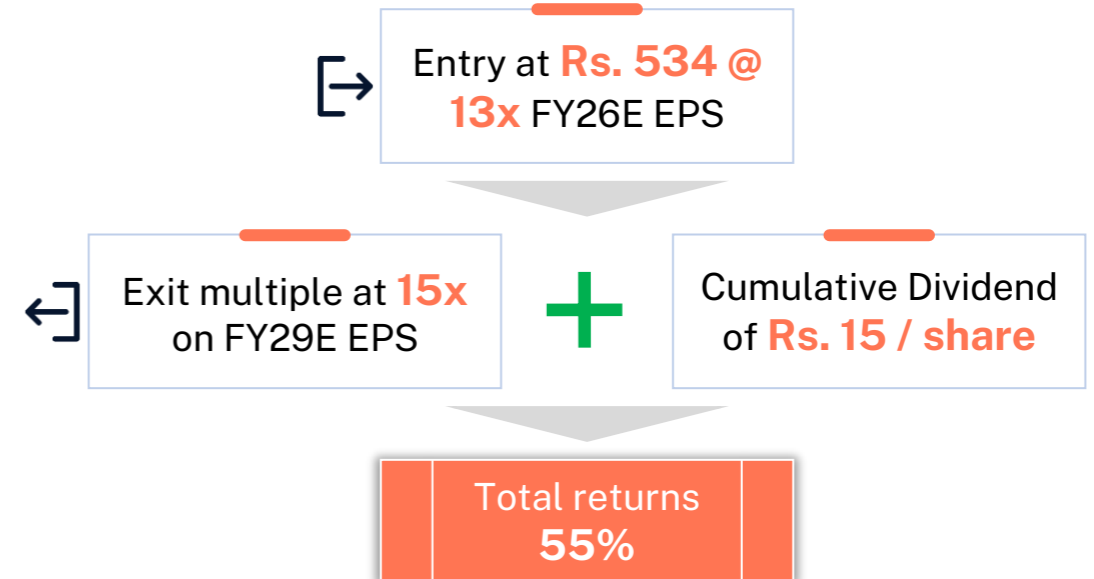 Entry at Rs. 534 @
13x FY26E EPS
Exit multiple at 15x
on FY29E EPS
Cumulative Dividend
of Rs. 15 / share
Total returns
55%